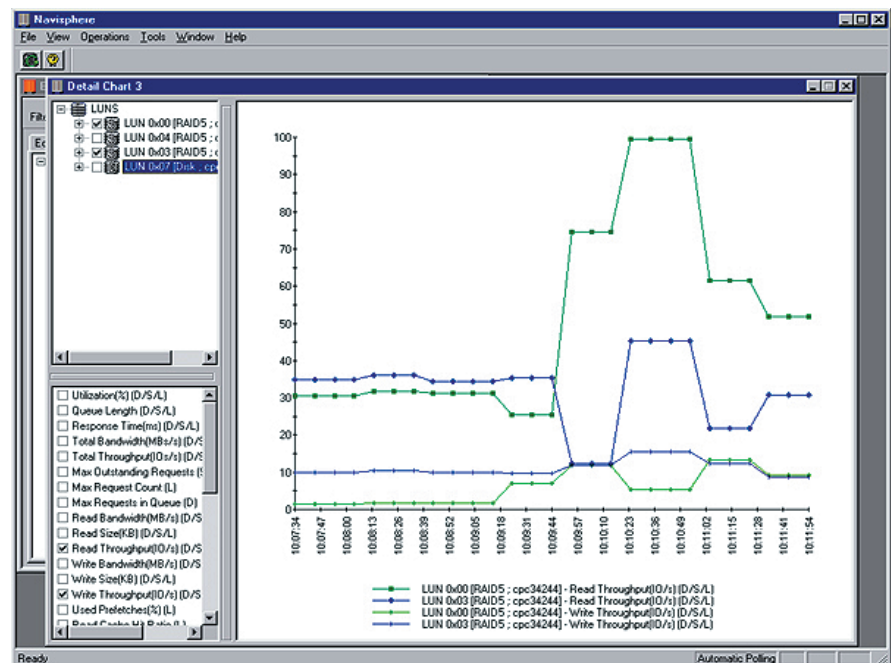 Navisphere
File View Operations Tools Window Help
Detail Chart 3
Filt
LUNS
LUN 0x00 [RAID5 ; c
LUN 0x04 [RAID5 ; c
LUN 0x03 [RAID5 ; c
LUN 0x07 [Disk ; cpc
Utilization(%) (D/S/L)
Queue Length (D/S/L)
Response Time(ms) (D/S/L)
Total Bandwidth(MBs/s) (D/S
Total Throughput(IOs/s) (D/S
Max Outstanding Requests (S
Max Request Count (L)
Max Requests in Queue (D)
Read Bandwidth(MB/s) (D/S
Read Size(KB) (D/S/L)
Read Throughput(IO/s) (D/S
Write Bandwidth(MB/s) (D/S
Write Size(KB) (D/S/L)
Write Throughput(IO/s) (D/S
Used Prefetches(%) (L)
Read Cache Hit Ratio (L)
100
90
80
70
60
50
40
30
20
10
0
10:07:34
10:07:47
10:08:00
10:08:13
10:08:26
10:08:39
10:08:52
10:09:05
10:09:18
10:09:31
10:09:44
10:09:57
10:10:10
10:10:23
10:10:36
10:10:49
10:11:02
10:11:15
10:11:28
10:11:41
10:11:54
LUN 0x00 [RAID5 ; cpc34244] - Read Throughput(IO/s) (D/S/L)
LUN 0x03 [RAID5 ; cpc34244] - Read Throughput(IO/s) (D/S/L)
LUN 0x00 [RAID5 ; cpc34244] - Write Throughput(IO/s) (D/S/L)
LUN 0x03 [RAID5 ; cpc34244] - Write Throughput(IO/s) (D/S/L)
Ready
Automatic Polling